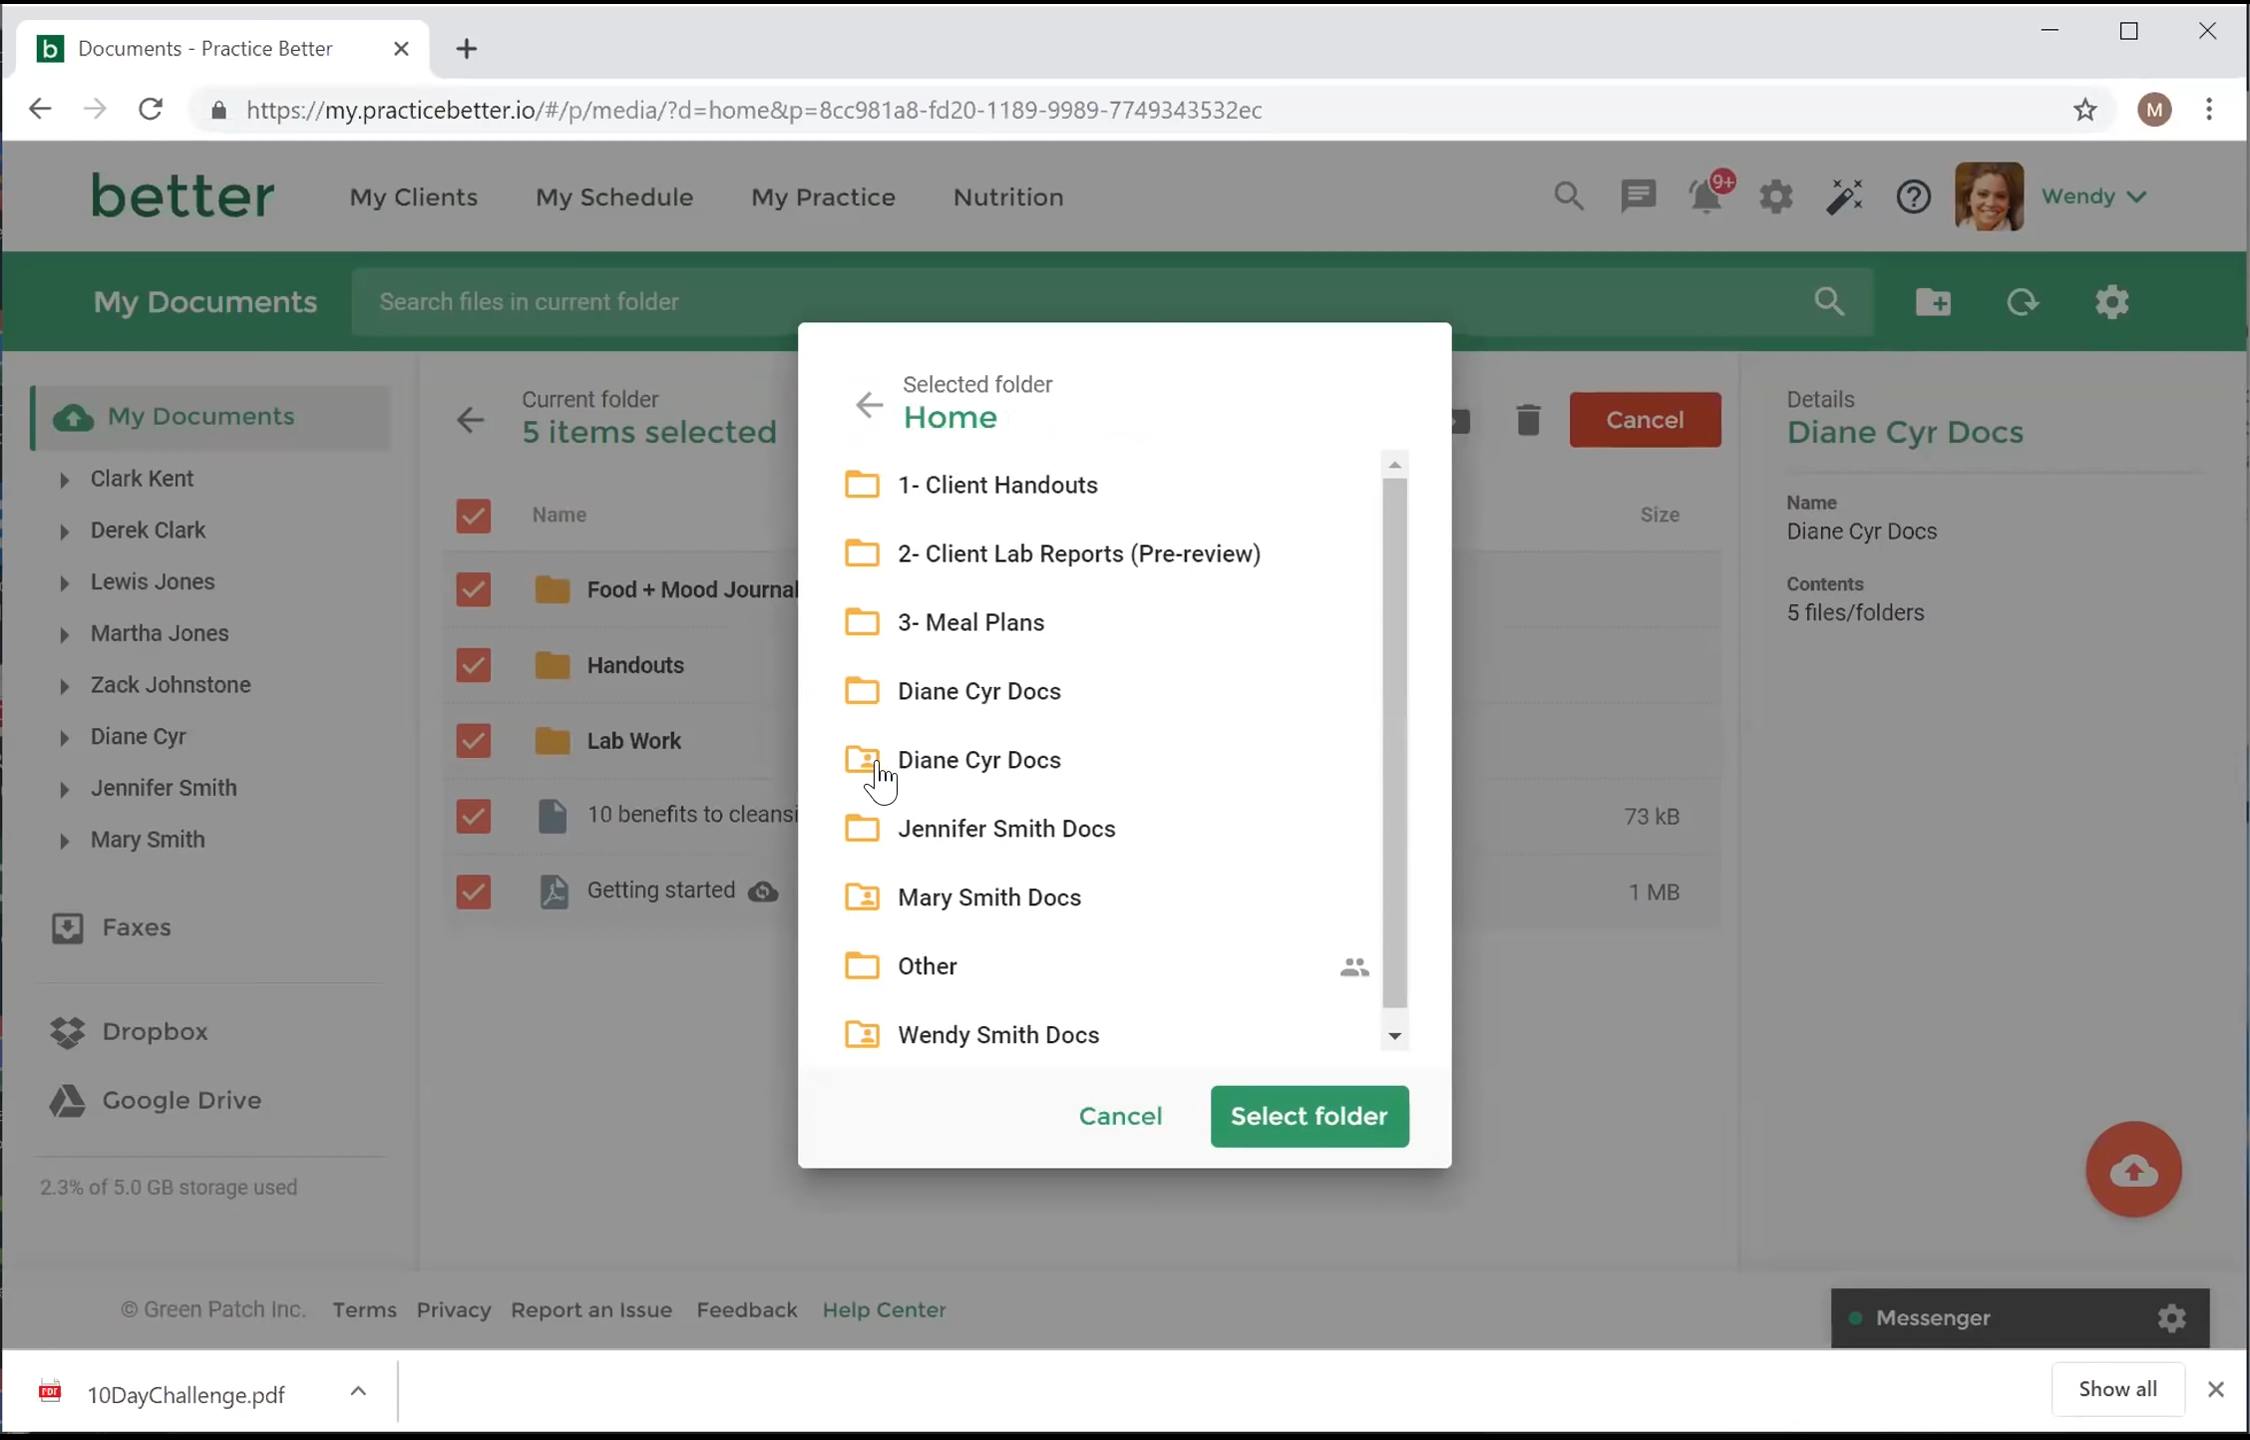 Documents - Practice Better
https://my.practicebetter.io/#/p/media/?d=home&p=8cc981a8-fd20-1189-9989-7749343532ec
M
better
My Clients
My Schedule
My Practice
Nutrition
9+
Wendy
My Documents
Search files in current folder
My Documents
Clark Kent
Derek Clark
Lewis Jones
Martha Jones
Zack Johnstone
Diane Cyr
Jennifer Smith
Mary Smith
Faxes
Dropbox
Google Drive
2.3% of 5.0 GB storage used
Current folder
5 items selected
Cancel
Name
Size
Food + Mood Journal
Handouts
Lab Work
10 benefits to cleansi
73 kB
Getting started
1 MB
Selected folder
Home
1- Client Handouts
2- Client Lab Reports (Pre-review)
3- Meal Plans
Diane Cyr Docs
Diane Cyr Docs
Jennifer Smith Docs
Mary Smith Docs
Other
Wendy Smith Docs
Cancel
Select folder
Details
Diane Cyr Docs
Name
Diane Cyr Docs
Contents
5 files/folders
© Green Patch Inc.
Terms
Privacy
Report an Issue
Feedback
Help Center
Messenger
PDF
10DayChallenge.pdf
Show all